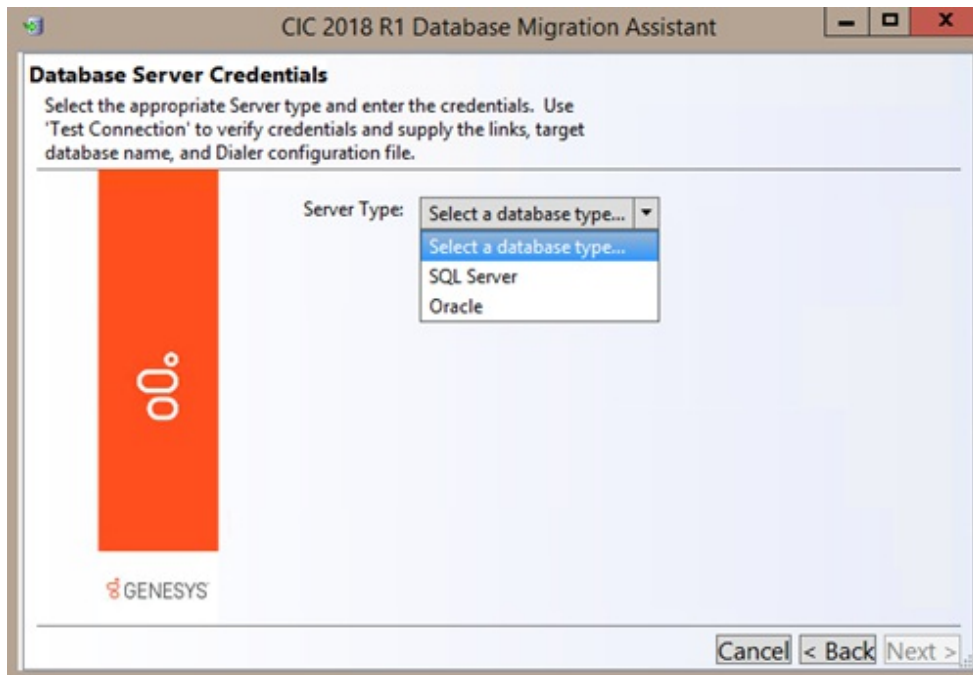 CIC 2018 R1 Database Migration Assistant
Database Server Credentials
Select the appropriate Server type and enter the credentials. Use
'Test Connection' to verify credentials and supply the links, target
database name, and Dialer configuration file.
Server Type:
Select a database type...
Select a database type...
SQL Server
Oracle
GENESYS
Cancel
< Back
Next >